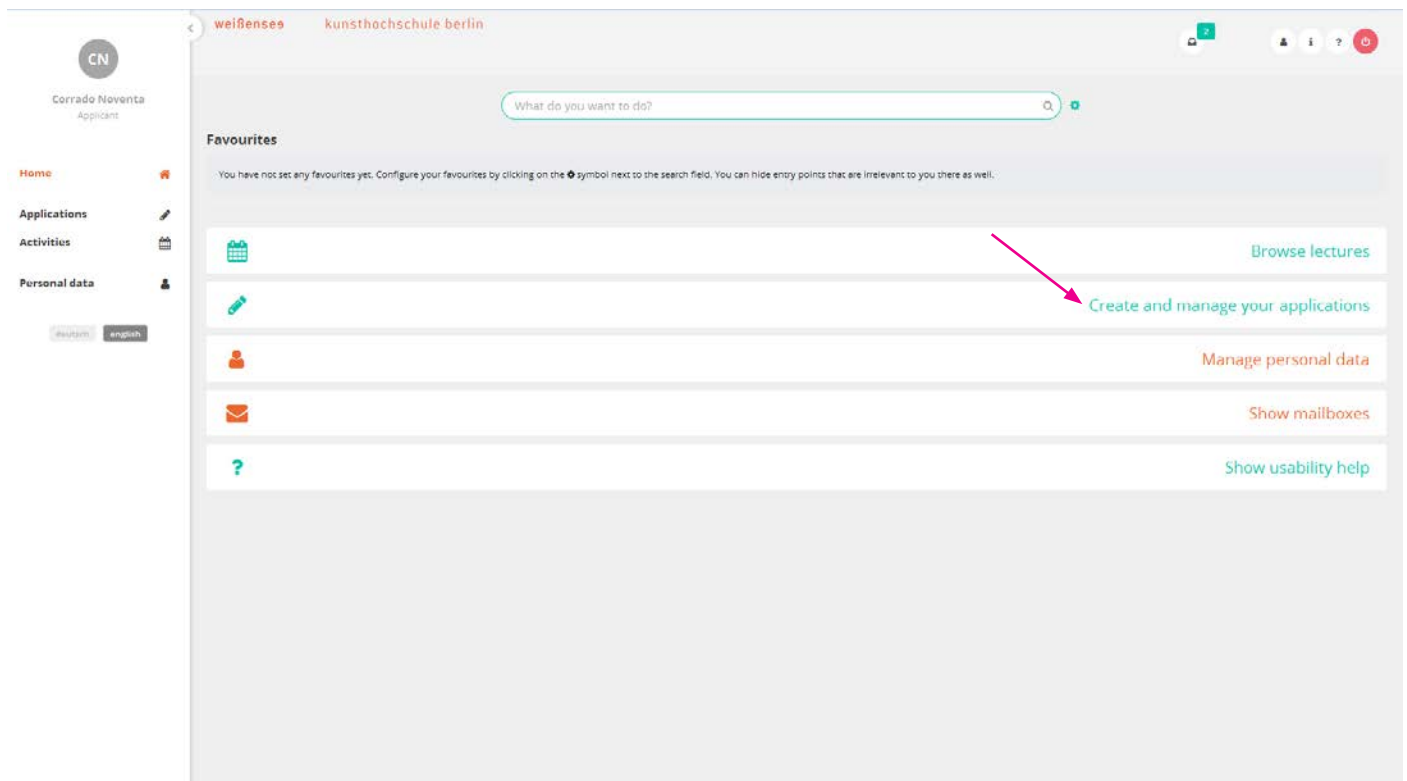 weißensee kunsthochschule berlin
2
i ?
CN
Corrado Noventa
Applicant
What do you want to do?
Favourites
You have not set any favourites yet. Configure your favourites by clicking on the symbol next to the search field. You can hide entry points that are irrelevant to you there as well.
Home
Applications
Activities
Personal data
deutsch english
Browse lectures
Create and manage your applications
Manage personal data
Show mailboxes
? Show usability help